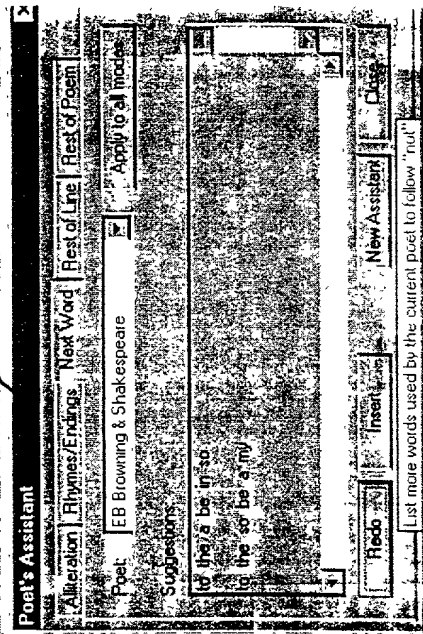 Poet's Assistant
Alliteration Rhymes/Endings Next Word Rest of Line Rest of Poem
Poet: EB Browning & Shakespeare Apply to all modes
Suggestions:
to the a be in so
to the so be a my
Redo Insert New Assistant Close
List more words used by the current poet to follow "nut"